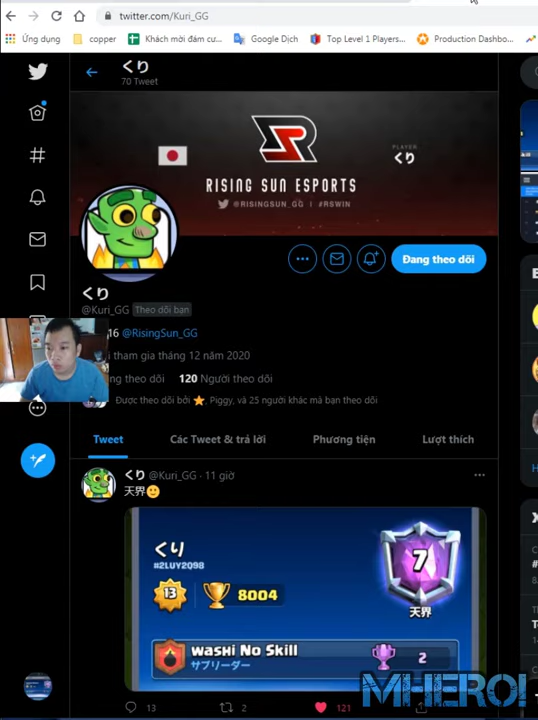 twitter.com/Kuri_GG
Ứng dụng
copper
Khách mời đám cư...
Google Dịch
Top Level 1 Players...
Production Dashbo...
くり
70 Tweet
PLAYER
くり
RISING SUN ESPORTS
@RISINGSUN_GG | #RSWIN
Đang theo dõi
くり
@Kuri_GG Theo dõi bạn
16 @RisingSun_GG
tham gia tháng 12 năm 2020
theo dõi 120 Người theo dõi
Được theo dõi bởi ⭐, Piggy, và 25 người khác mà bạn theo dõi
Tweet
Các Tweet & trả lời
Phương tiện
Lượt thích
くり @Kuri_GG · 11 giờ
天界🙂
くり
#2LUY2Q98
13
8004
7
天界
washi No Skill
サブリーダー
2
13
2
121
MHERO!